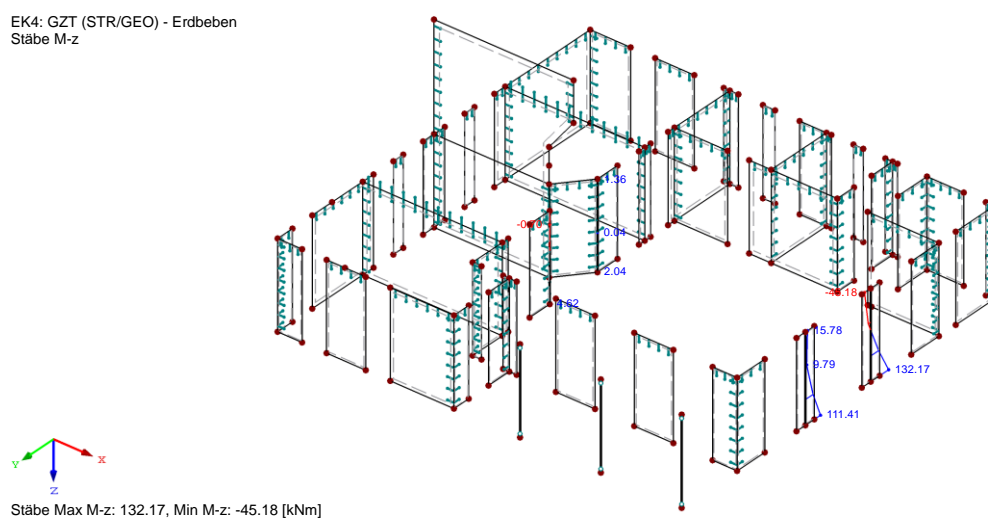 EK4: GZT (STR/GEO) - Erdbeben
Stäbe M-z
1.36
0.04
2.04
4.62
-45.18
15.78
9.79
132.17
111.41
X
Y
Z
Stäbe Max M-z: 132.17, Min M-z: -45.18 [kNm]